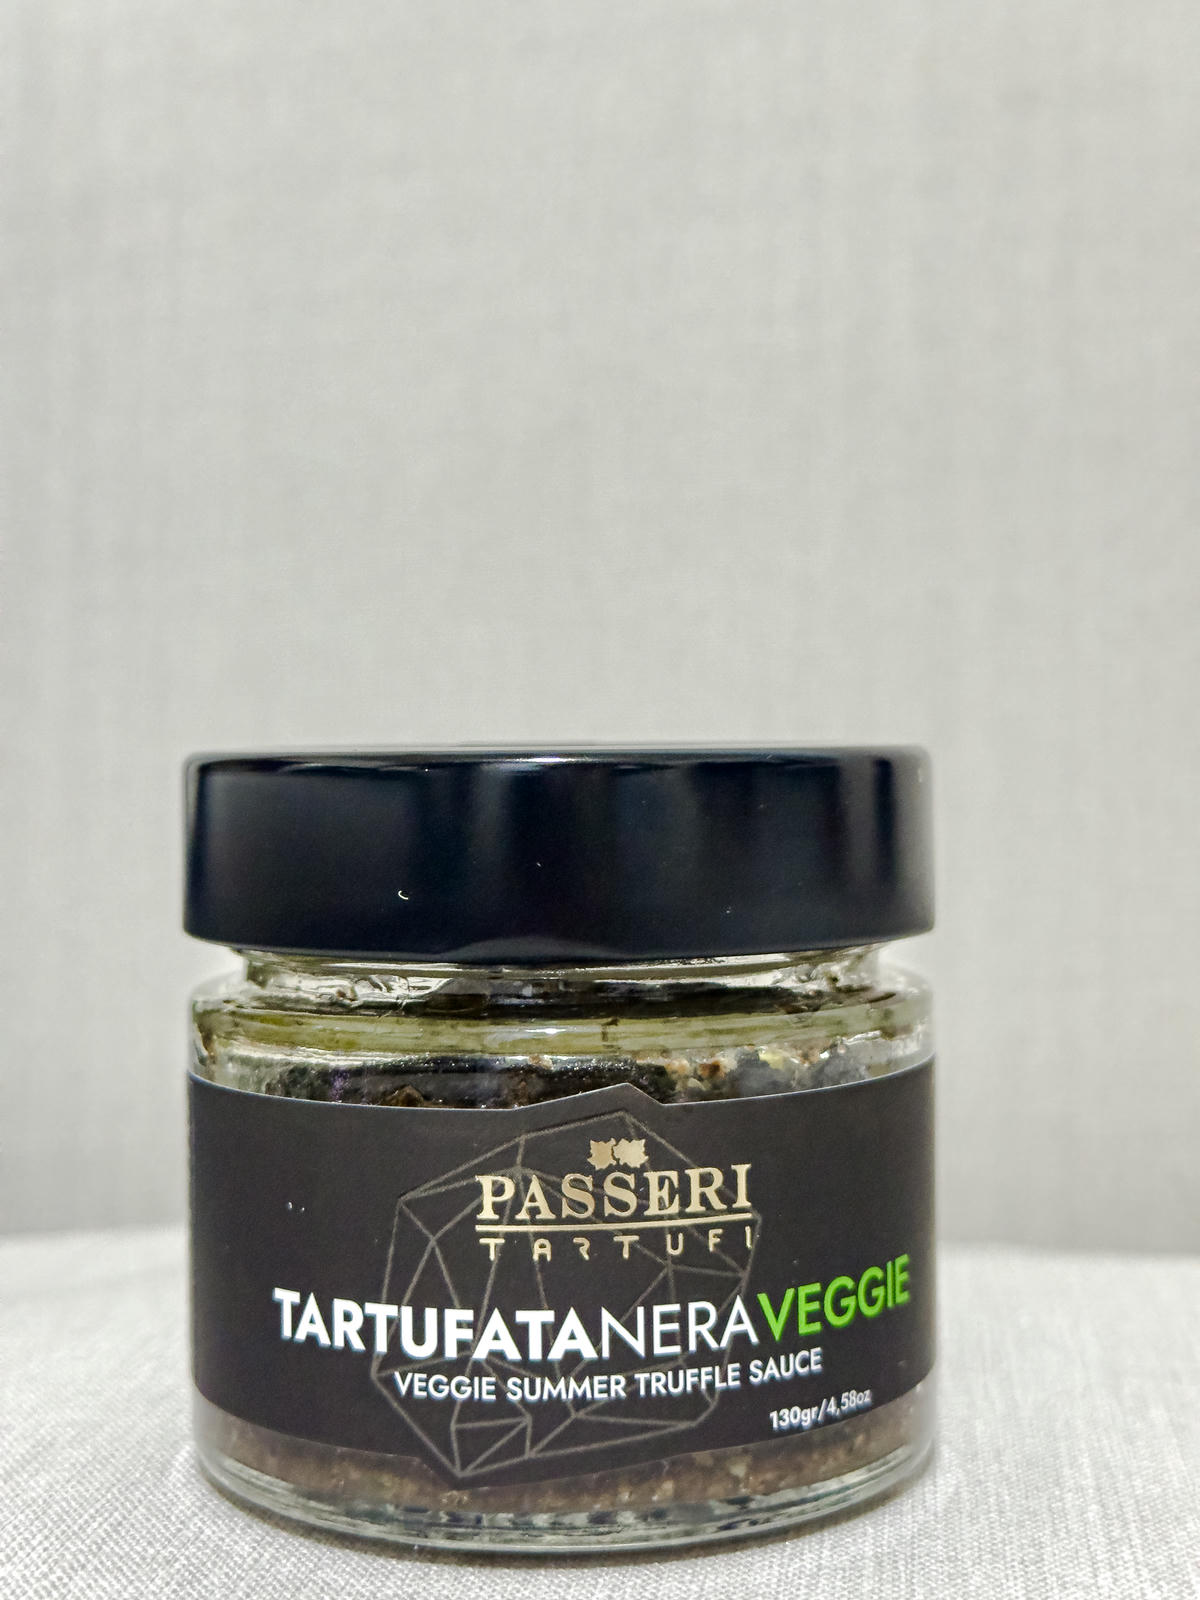 PASSERI
TARTUFI
TARTUFATANERAVEGGIE
VEGGIE SUMMER TRUFFLE SAUCE
130gr/4,58oz